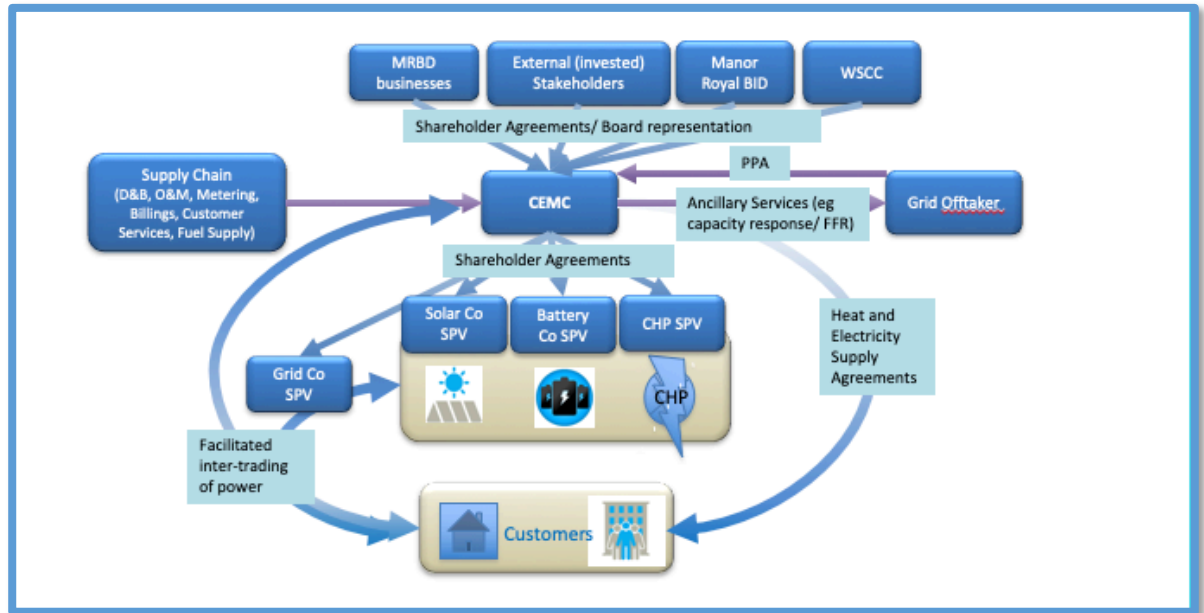 MRBD
businesses
External (invested)
Stakeholders
Manor
Royal BID
WSCC
Shareholder Agreements/ Board representation
PPA
Supply Chain
(D&B, O&M, Metering,
Billings, Customer
Services, Fuel Supply)
CEMC
Ancillary Services (eg
capacity response/ FFR)
Grid Offtaker
Shareholder Agreements
Solar Co
SPV
Battery
Co SPV
CHP SPV
Heat and
Electricity
Supply
Agreements
Grid Co
SPV
CHP
Facilitated
inter-trading
of power
Customers